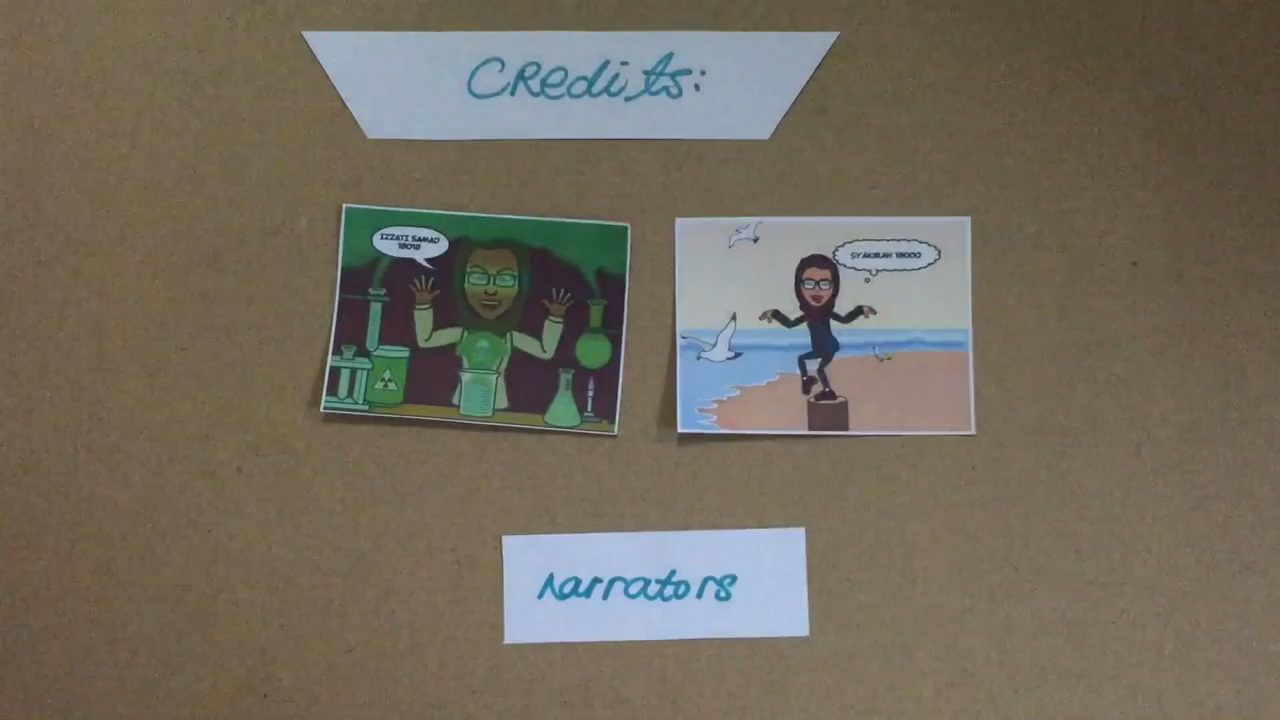 Credits:
IZZATI SAMAD
18018
SYAKIRAH 18000
Narrators